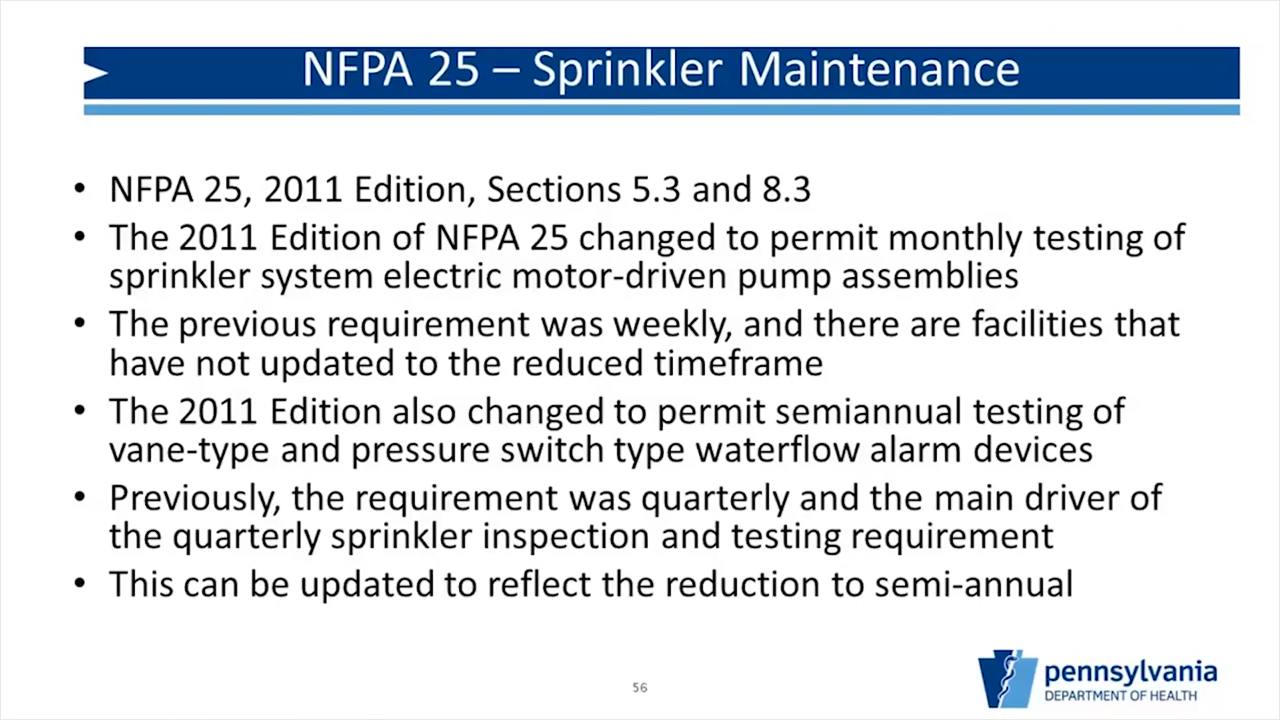 NFPA 25 – Sprinkler Maintenance
• NFPA 25, 2011 Edition, Sections 5.3 and 8.3
• The 2011 Edition of NFPA 25 changed to permit monthly testing of
sprinkler system electric motor-driven pump assemblies
• The previous requirement was weekly, and there are facilities that
have not updated to the reduced timeframe
• The 2011 Edition also changed to permit semiannual testing of
vane-type and pressure switch type waterflow alarm devices
• Previously, the requirement was quarterly and the main driver of
the quarterly sprinkler inspection and testing requirement
• This can be updated to reflect the reduction to semi-annual
56
pennsylvania
DEPARTMENT OF HEALTH